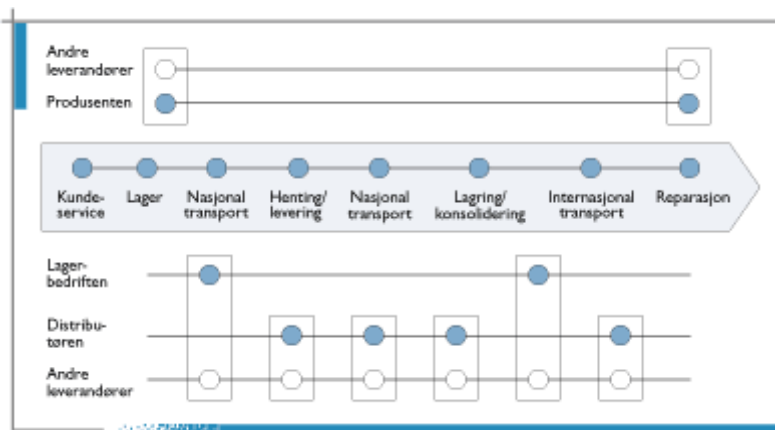 Andre
leverandører
Produsenten
Kunde-
service
Lager
Nasjonal
transport
Henting/
levering
Nasjonal
transport
Lagring/
konsolidering
Internasjonal
transport
Reparasjon
Lager-
bedriften
Distribu-
tøren
Andre
leverandører